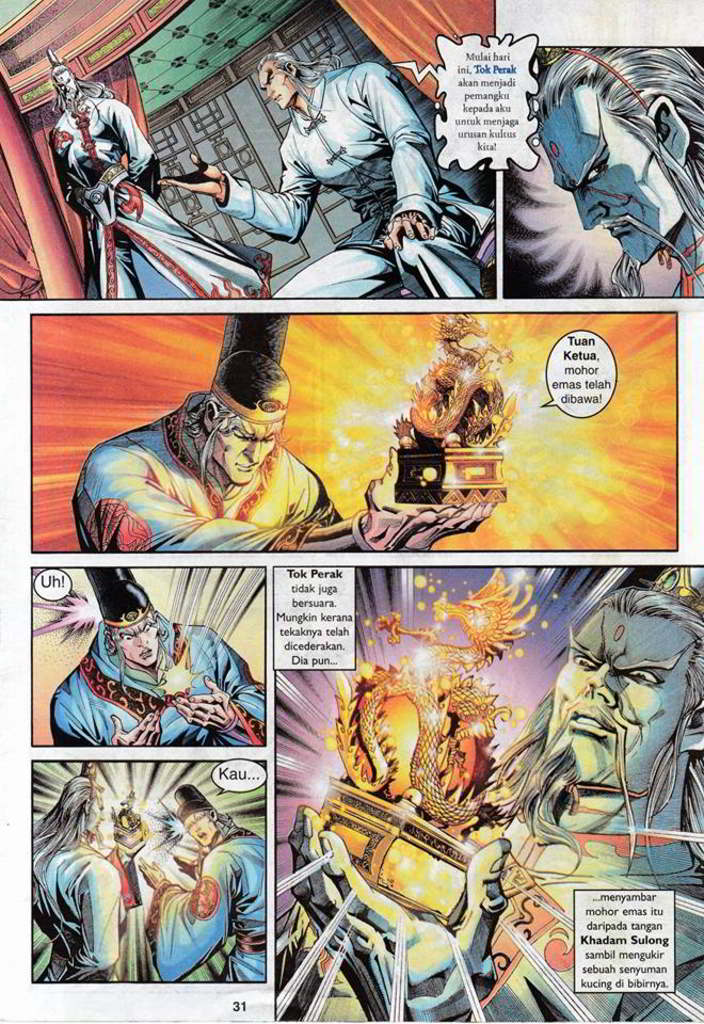 Mulai hari
ini, Tok Perak
akan menjadi
pemangku
kepada aku
untuk menjaga
urusan kultus
kita!
Tuan
Ketua,
mohor
emas telah
dibawa!
Uh!
Kau...
Tok Perak
tidak juga
bersuara.
Mungkin kerana
tekaknya telah
dicederakan.
Dia pun...
...menyambar
mohor emas itu
daripada tangan
Khadam Sulong
sambil mengukir
sebuah senyuman
kucing di bibirnya.
31